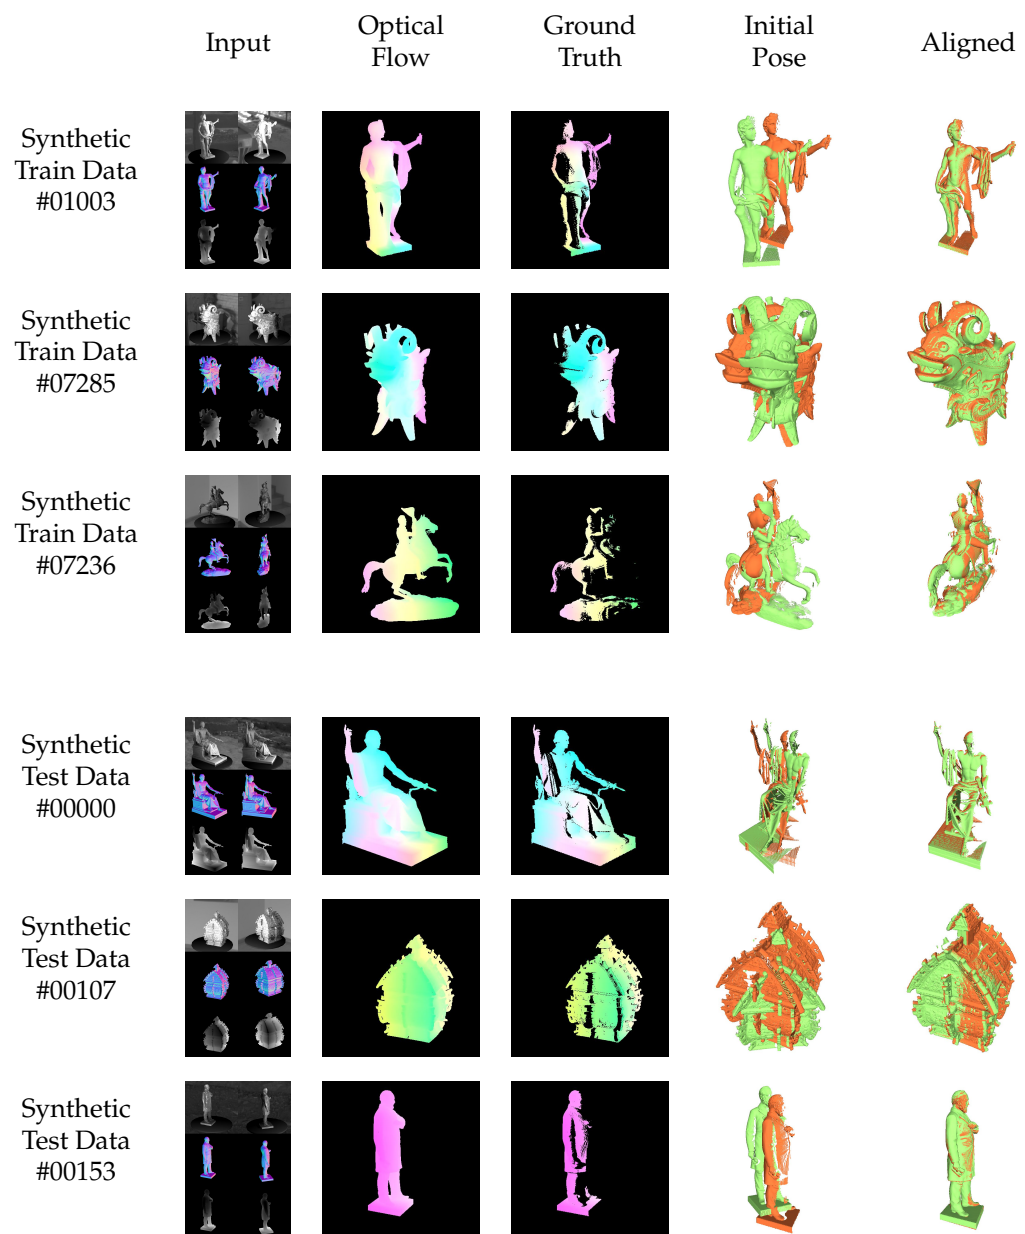 Input
Optical
Flow
Ground
Truth
Initial
Pose
Aligned
Synthetic
Train Data
#01003
Synthetic
Train Data
#07285
Synthetic
Train Data
#07236
Synthetic
Test Data
#00000
Synthetic
Test Data
#00107
Synthetic
Test Data
#00153